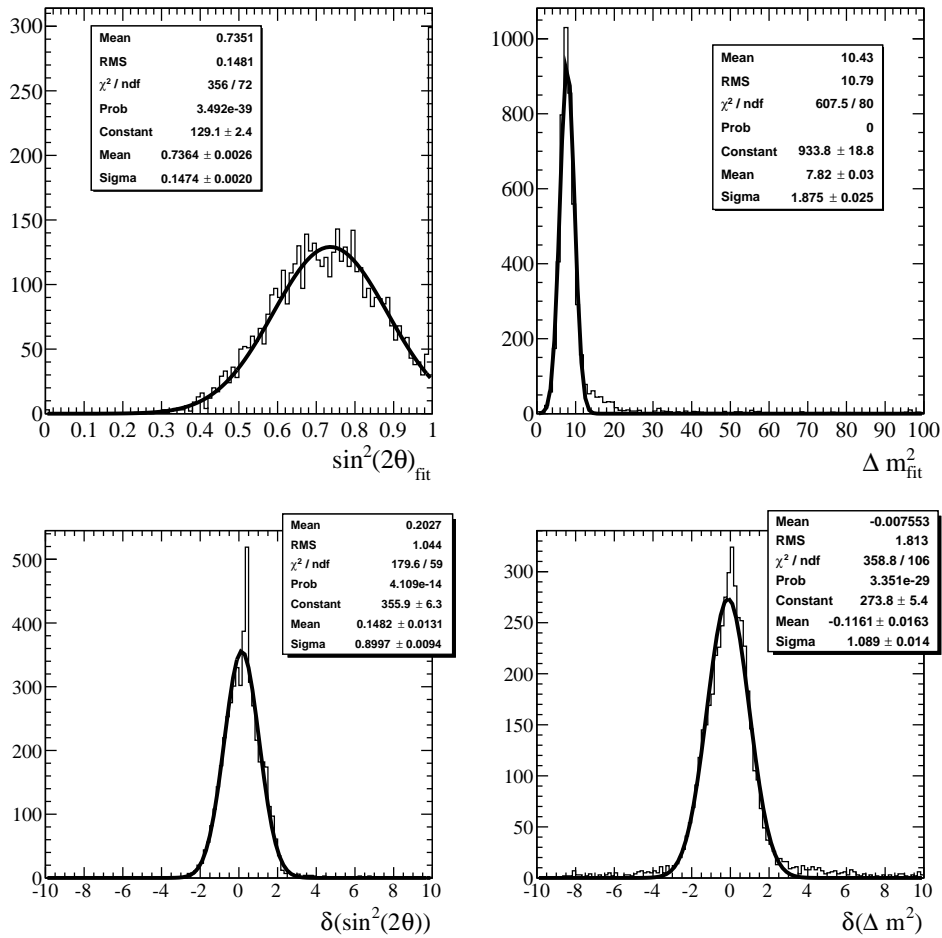 Mean 0.7351
RMS 0.1481
χ² / ndf 356 / 72
Prob 3.492e-39
Constant 129.1 ± 2.4
Mean 0.7364 ± 0.0026
Sigma 0.1474 ± 0.0020
300
250
200
150
100
50
0
0 0.1 0.2 0.3 0.4 0.5 0.6 0.7 0.8 0.9 1
sin²(2θ)fit
Mean 10.43
RMS 10.79
χ² / ndf 607.5 / 80
Prob 0
Constant 933.8 ± 18.8
Mean 7.82 ± 0.03
Sigma 1.875 ± 0.025
1000
800
600
400
200
0
0 10 20 30 40 50 60 70 80 90 100
Δ m²fit
Mean 0.2027
RMS 1.044
χ² / ndf 179.6 / 59
Prob 4.109e-14
Constant 355.9 ± 6.3
Mean 0.1482 ± 0.0131
Sigma 0.8997 ± 0.0094
500
400
300
200
100
0
-10 -8 -6 -4 -2 0 2 4 6 8 10
δ(sin²(2θ))
Mean -0.007553
RMS 1.813
χ² / ndf 358.8 / 106
Prob 3.351e-29
Constant 273.8 ± 5.4
Mean -0.1161 ± 0.0163
Sigma 1.089 ± 0.014
300
250
200
150
100
50
0
-10 -8 -6 -4 -2 0 2 4 6 8 10
δ(Δ m²)